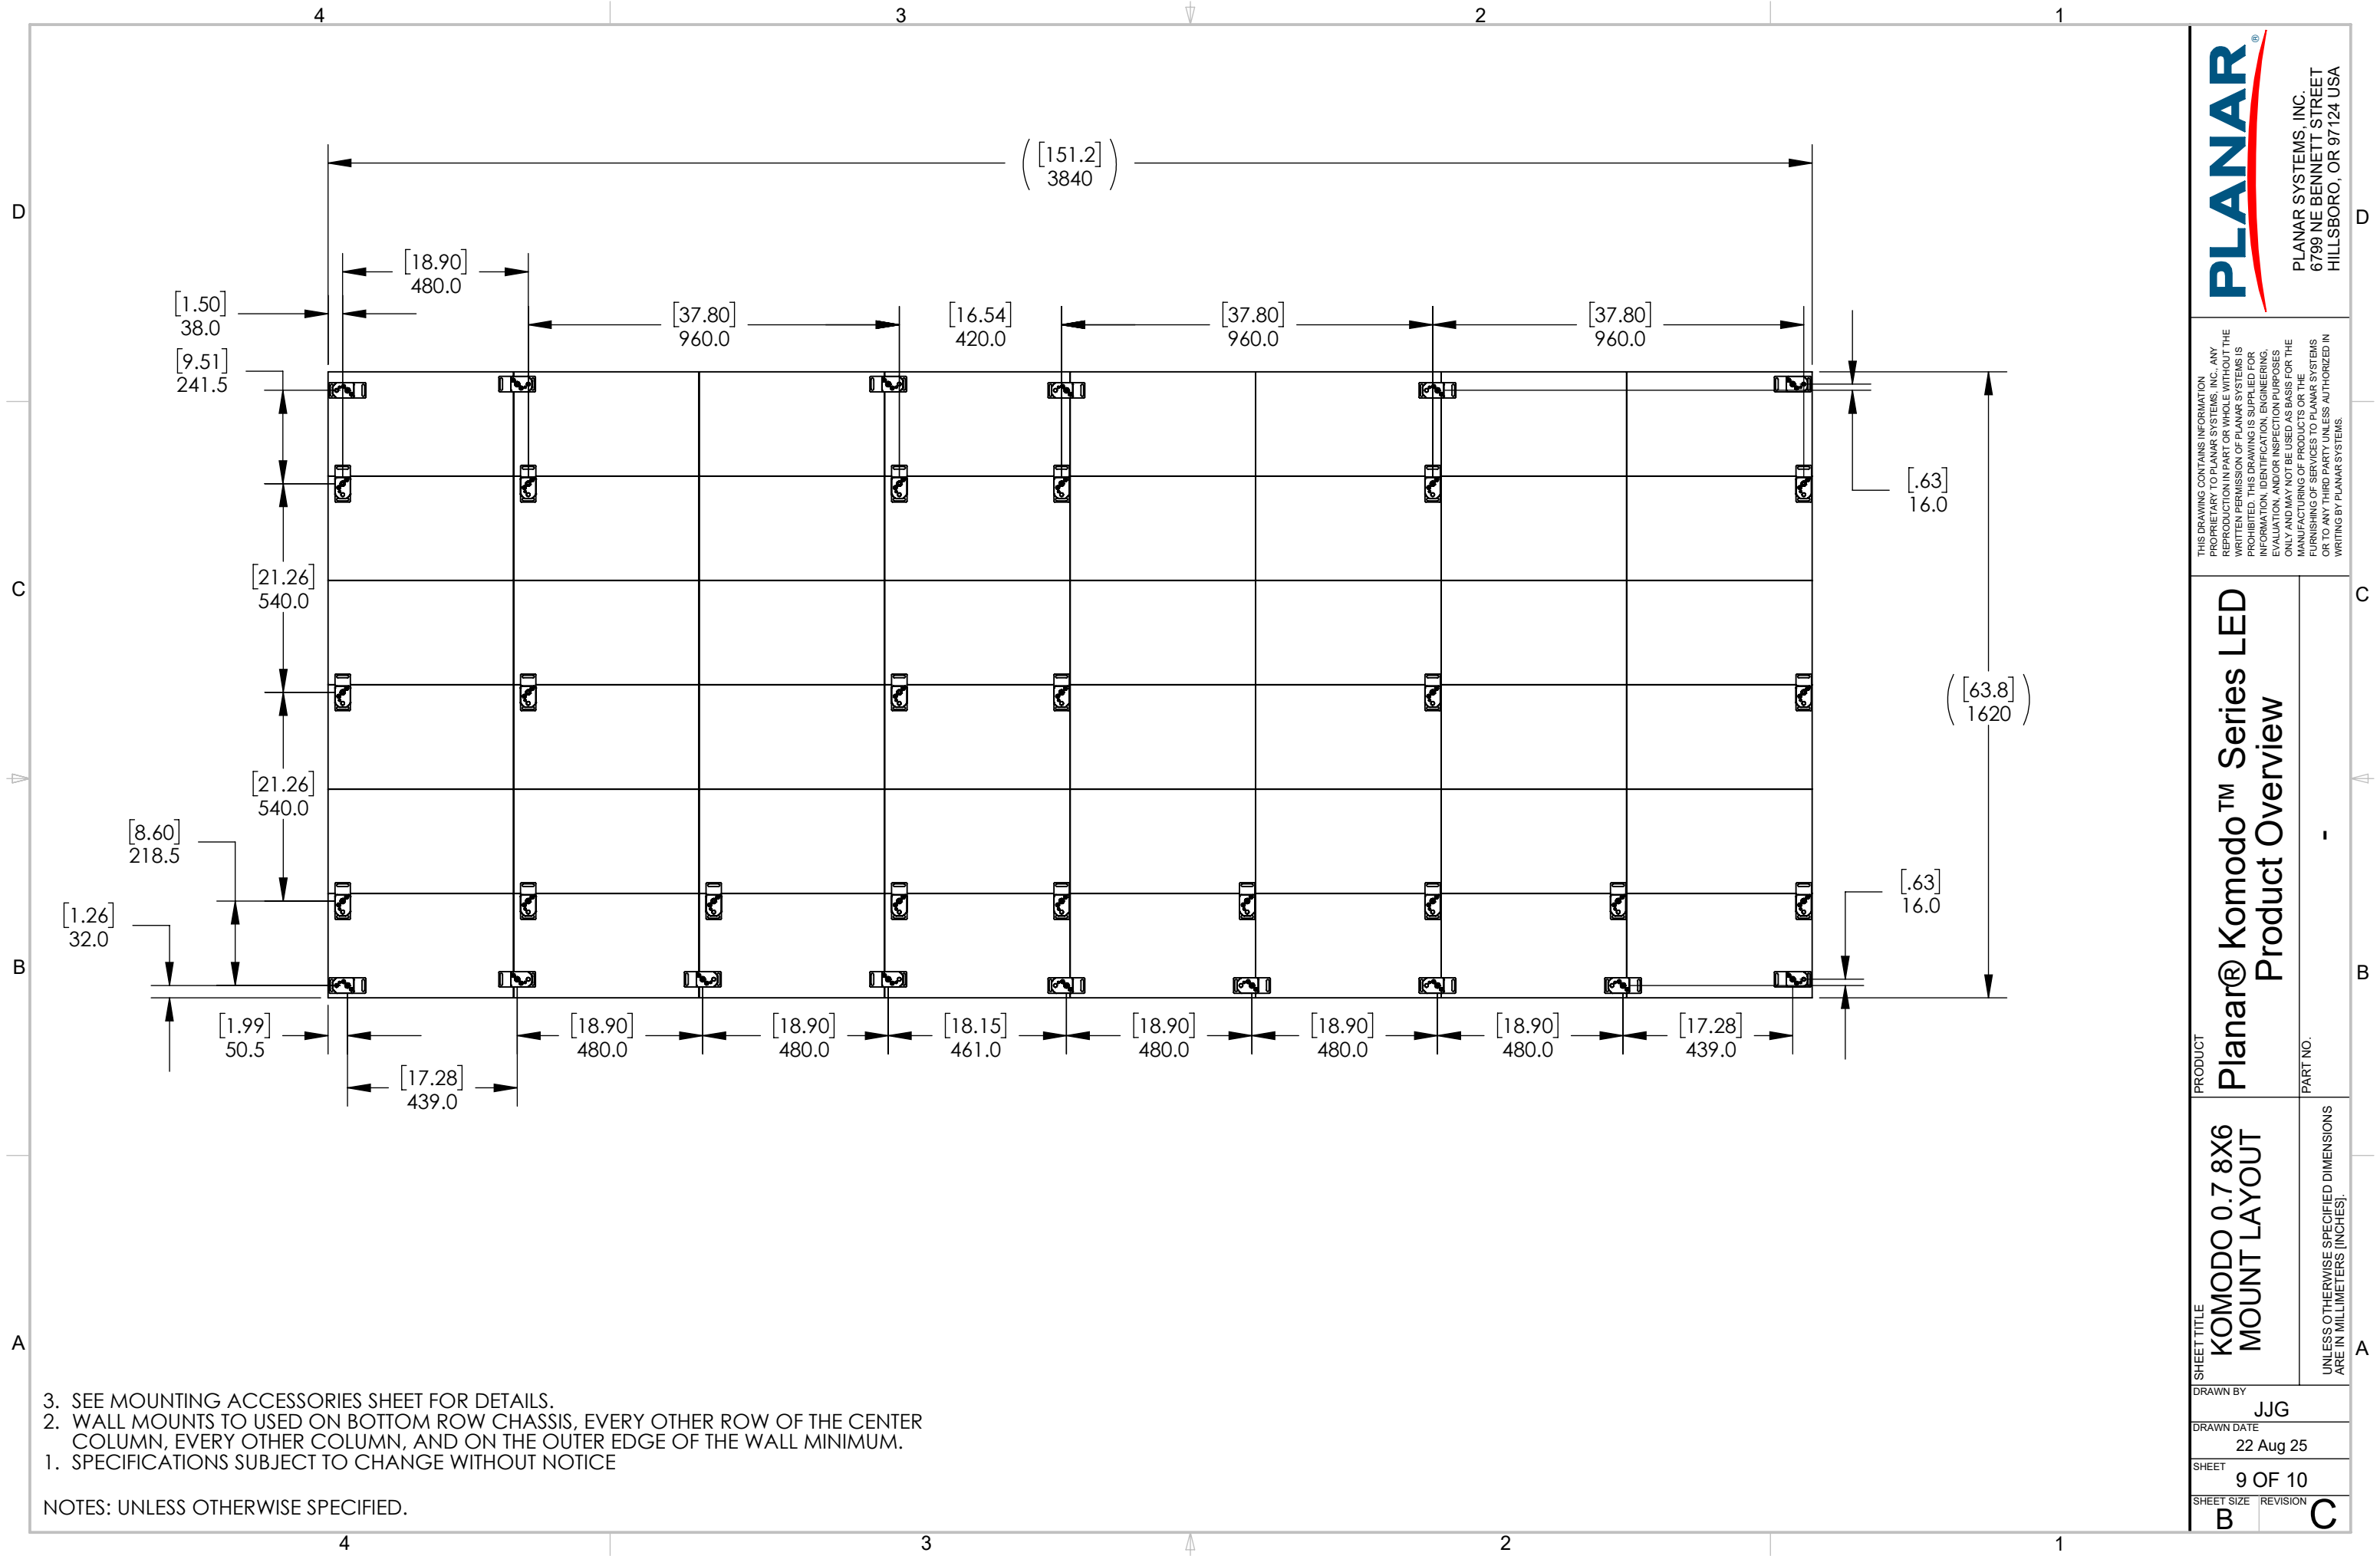 4 3 2 1
D
C
B
A
D
C
B
A
[151.2]
3840
[18.90]
480.0
[1.50]
38.0
[9.51]
241.5
[37.80]
960.0
[16.54]
420.0
[37.80]
960.0
[37.80]
960.0
[.63]
16.0
[21.26]
540.0
[63.8]
1620
[21.26]
540.0
[8.60]
218.5
[1.26]
32.0
[.63]
16.0
[1.99]
50.5
[18.90]
480.0
[18.90]
480.0
[18.15]
461.0
[18.90]
480.0
[18.90]
480.0
[18.90]
480.0
[17.28]
439.0
[17.28]
439.0
3. SEE MOUNTING ACCESSORIES SHEET FOR DETAILS.
2. WALL MOUNTS TO USED ON BOTTOM ROW CHASSIS, EVERY OTHER ROW OF THE CENTER
COLUMN, EVERY OTHER COLUMN, AND ON THE OUTER EDGE OF THE WALL MINIMUM.
1. SPECIFICATIONS SUBJECT TO CHANGE WITHOUT NOTICE
NOTES: UNLESS OTHERWISE SPECIFIED.
4 3 2 1
PLANAR®
PLANAR SYSTEMS, INC.
6799 NE BENNETT STREET
HILLSBORO, OR 97124 USA
THIS DRAWING CONTAINS INFORMATION
PROPRIETARY TO PLANAR SYSTEMS, INC., ANY
REPRODUCTION IN PART OR WHOLE WITHOUT THE
WRITTEN PERMISSION OF PLANAR SYSTEMS IS
PROHIBITED. THIS DRAWING IS SUPPLIED FOR
INFORMATION, IDENTIFICATION, ENGINEERING,
EVALUATION, AND/OR INSPECTION PURPOSES
ONLY AND MAY NOT BE USED AS BASIS FOR THE
MANUFACTURING OF PRODUCTS OR THE
FURNISHING OF SERVICES TO PLANAR SYSTEMS
OR TO ANY THIRD PARTY UNLESS AUTHORIZED IN
WRITING BY PLANAR SYSTEMS.
PRODUCT
Planar® Komodo™ Series LED
Product Overview
PART NO.
-
SHEET TITLE
KOMODO 0.7 8X6
MOUNT LAYOUT
UNLESS OTHERWISE SPECIFIED DIMENSIONS
ARE IN MILLIMETERS [INCHES].
DRAWN BY
JJG
DRAWN DATE
22 Aug 25
SHEET
9 OF 10
SHEET SIZE
B
REVISION
C